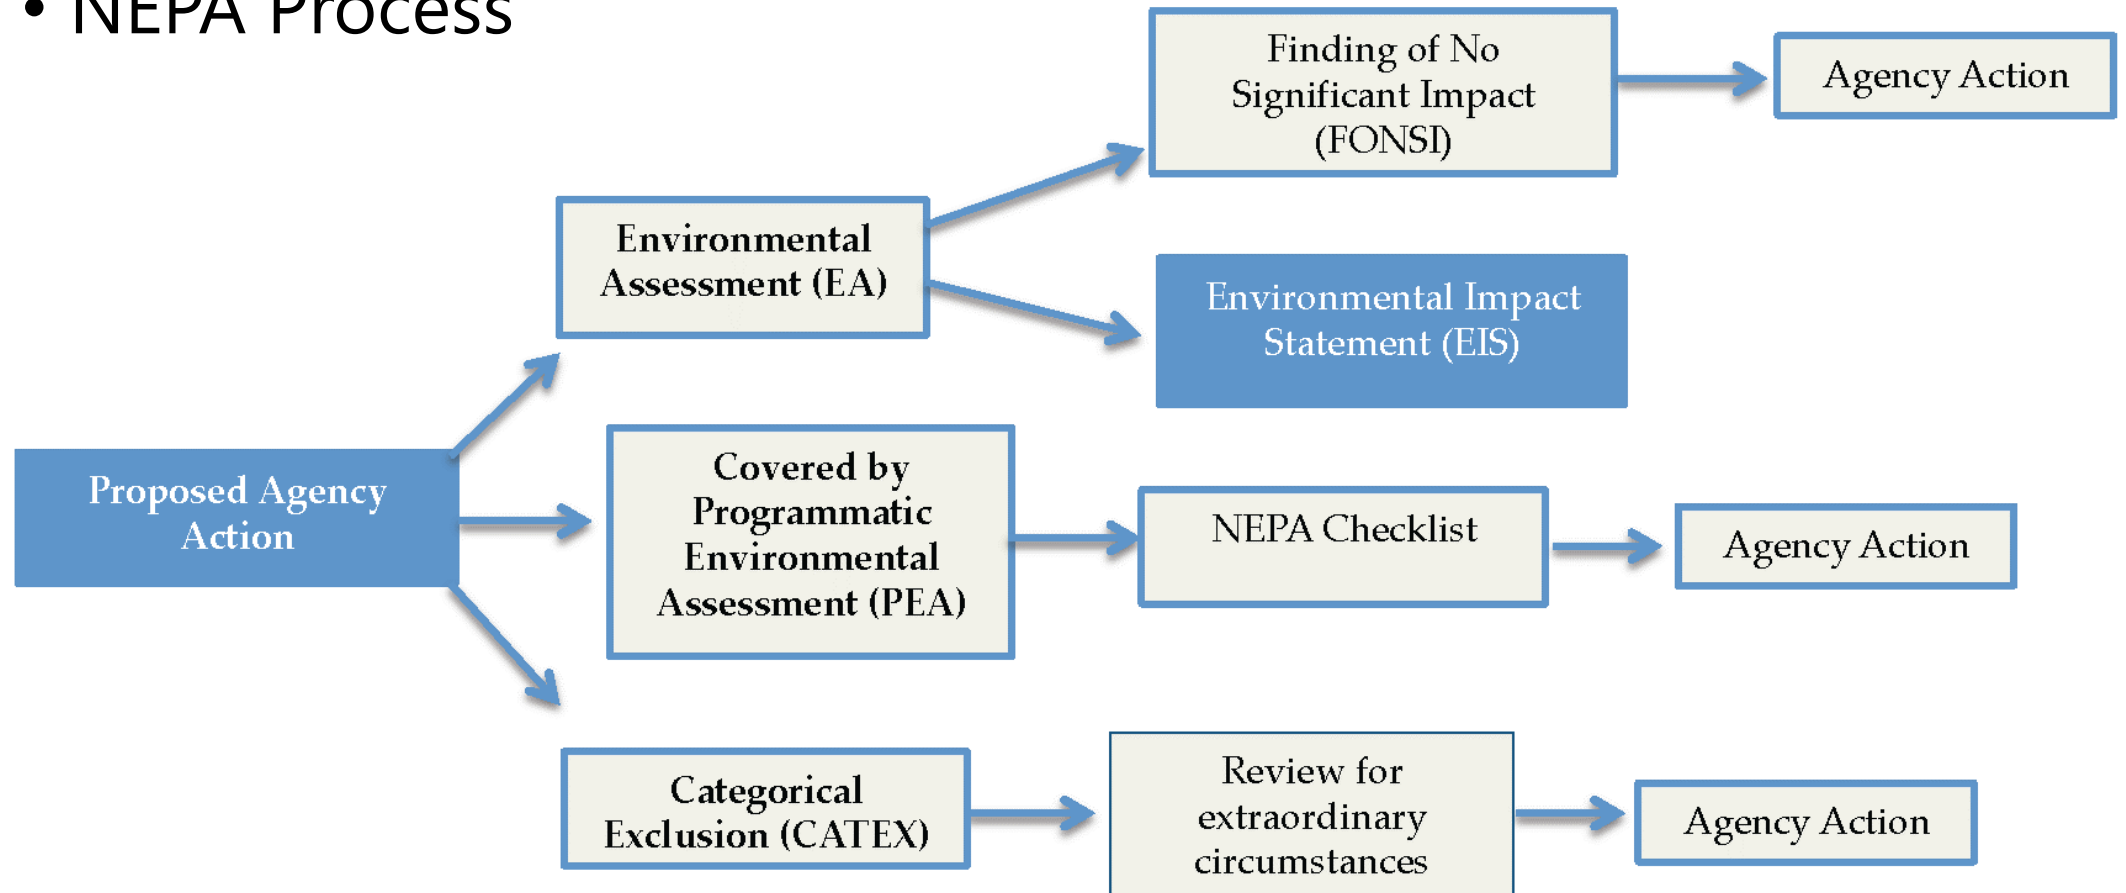 • NEPA Process
Finding of No
Significant Impact
(FONSI)
Agency Action
Environmental
Assessment (EA)
Environmental Impact
Statement (EIS)
Proposed Agency
Action
Covered by
Programmatic
Environmental
Assessment (PEA)
NEPA Checklist
Agency Action
Categorical
Exclusion (CATEX)
Review for
extraordinary
circumstances
Agency Action